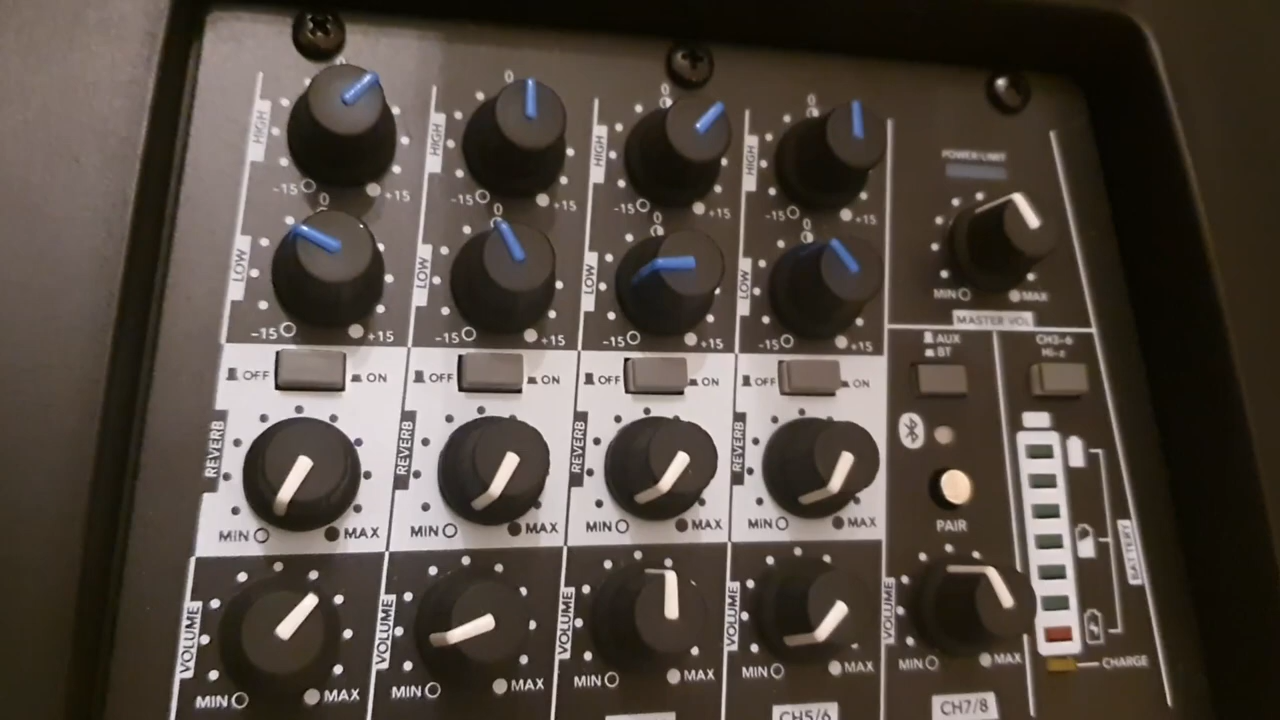 0
0
0
HIGH
HIGH
HIGH
HIGH
POWER·LIMIT
-15
+15
-15
+15
-15
+15
-15
+15
0
0
0
0
LOW
LOW
LOW
LOW
MIN
MAX
MASTER VOL
-15
+15
-15
+15
-15
+15
-15
+15
AUX
BT
CH3-6
Hi-z
OFF
ON
OFF
ON
OFF
ON
OFF
ON
REVERB
REVERB
REVERB
REVERB
PAIR
BATTERY
MIN
MAX
MIN
MAX
MIN
MAX
MIN
MAX
VOLUME
VOLUME
VOLUME
VOLUME
VOLUME
CHARGE
MIN
MAX
MIN
MAX
MIN
MAX
MIN
MAX
MIN
MAX
CH5/6
CH7/8